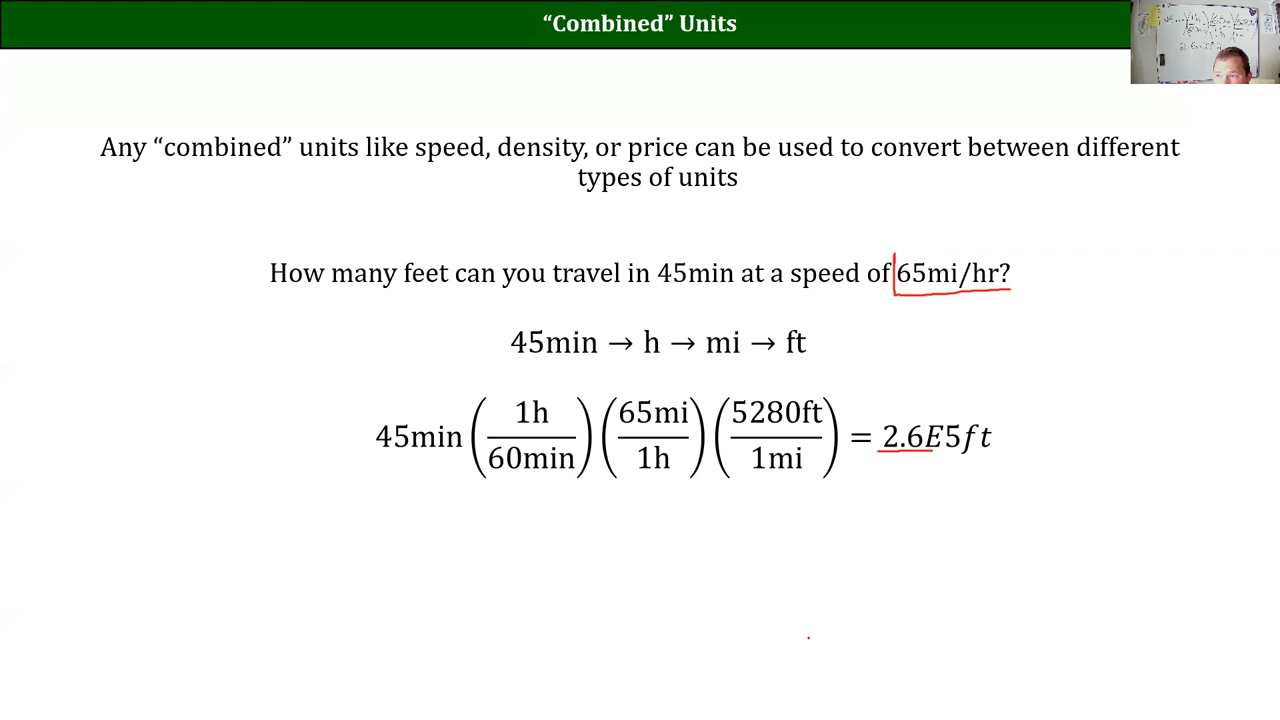 “Combined” Units
Any “combined” units like speed, density, or price can be used to convert between different
types of units
How many feet can you travel in 45min at a speed of 65mi/hr?
45min → h → mi → ft
45min (1h/60min) (65mi/1h) (5280ft/1mi) = 2.6E5ft